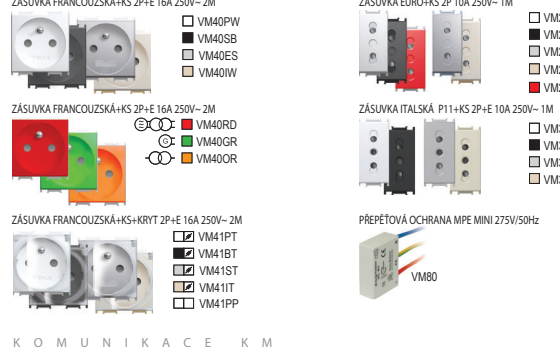 ZÁSUVKA FRANCOUZSKÁ+KS 2P+E 16A 250V~ 2M
VM40PW
VM40SB
VM40ES
VM40IW
ZÁSUVKA FRANCOUZSKÁ+KS 2P+E 16A 250V~ 2M
VM40RD
G VM40GR
VM40OR
ZÁSUVKA FRANCOUZSKÁ+KS+KRYT 2P+E 16A 250V~ 2M
VM41PT
VM41BT
VM41ST
VM41IT
VM41PP
ZÁSUVKA EURO+KS 2P 10A 250V~ 1M
ZÁSUVKA ITALSKÁ P11+KS 2P+E 10A 250V~ 1M
PŘEPĚŤOVÁ OCHRANA MPE MINI 275V/50Hz
VM80
KOMUNIKACE KM